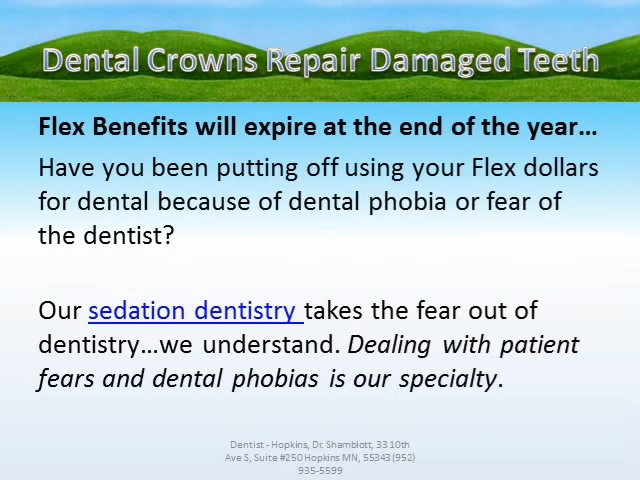 Dental Crowns Repair Damaged Teeth
Flex Benefits will expire at the end of the year…
Have you been putting off using your Flex dollars
for dental because of dental phobia or fear of
the dentist?
Our sedation dentistry takes the fear out of
dentistry…we understand. Dealing with patient
fears and dental phobias is our specialty.
Dentist - Hopkins, Dr. Shamblott, 33 10th
Ave S, Suite #250 Hopkins MN, 55343 (952)
935-5599